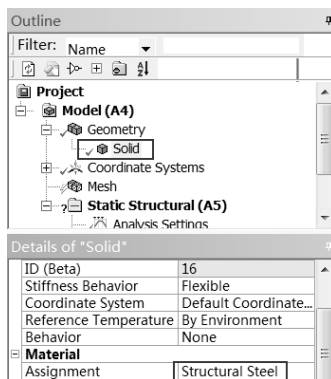 Outline
Filter: Name
Project
Model (A4)
Geometry
Solid
Coordinate Systems
Mesh
Static Structural (A5)
Analysis Settings
Details of "Solid"
ID (Beta) 16
Stiffness Behavior Flexible
Coordinate System Default Coordinate...
Reference Temperature By Environment
Behavior None
Material
Assignment Structural Steel